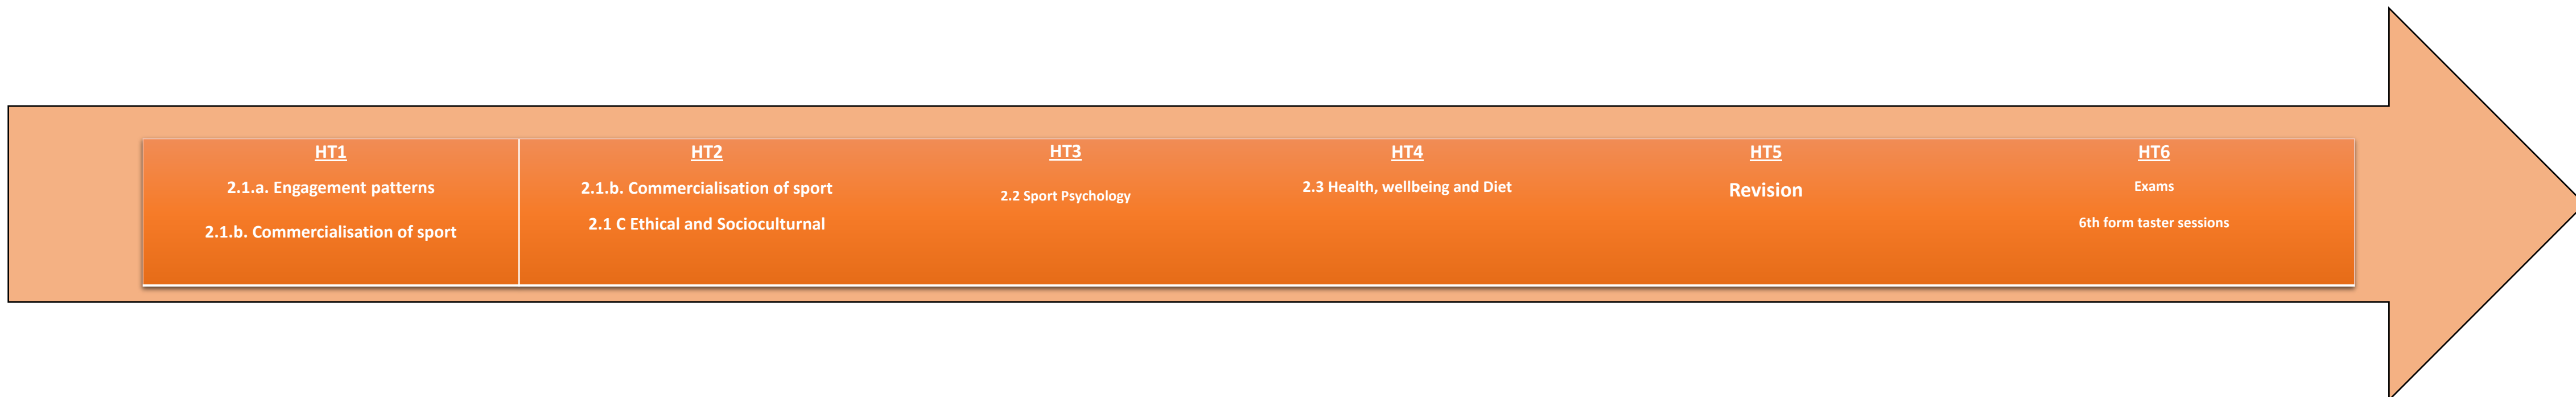 HT1
2.1.a. Engagement patterns
2.1.b. Commercialisation of sport
HT2
2.1.b. Commercialisation of sport
2.1 C Ethical and Socioculturnal
HT3
2.2 Sport Psychology
HT4
2.3 Health, wellbeing and Diet
HT5
Revision
HT6
Exams
6th form taster sessions